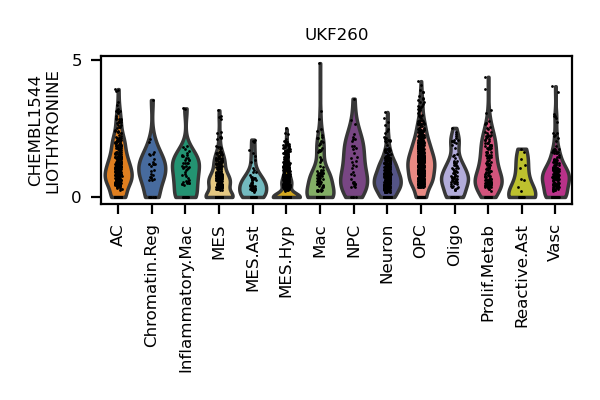 UKF260
CHEMBL1544
LIOTHYRONINE
5
0
AC
Chromatin.Reg
Inflammatory.Mac
MES
MES.Ast
MES.Hyp
Mac
NPC
Neuron
OPC
Oligo
Prolif.Metab
Reactive.Ast
Vasc